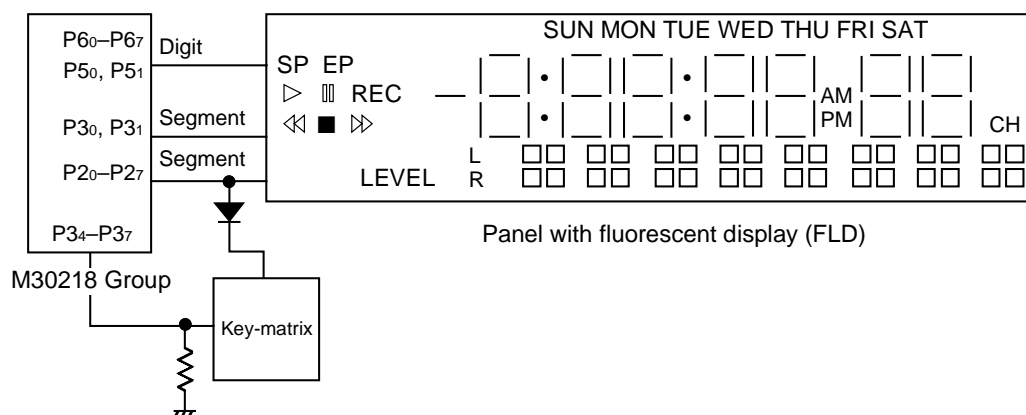 P60–P67
P50, P51
P30, P31
P20–P27
P34–P37
M30218 Group
Digit
Segment
Segment
Key-matrix
SUN MON TUE WED THU FRI SAT
SP EP
REC
AM
PM
CH
L
LEVEL R
Panel with fluorescent display (FLD)